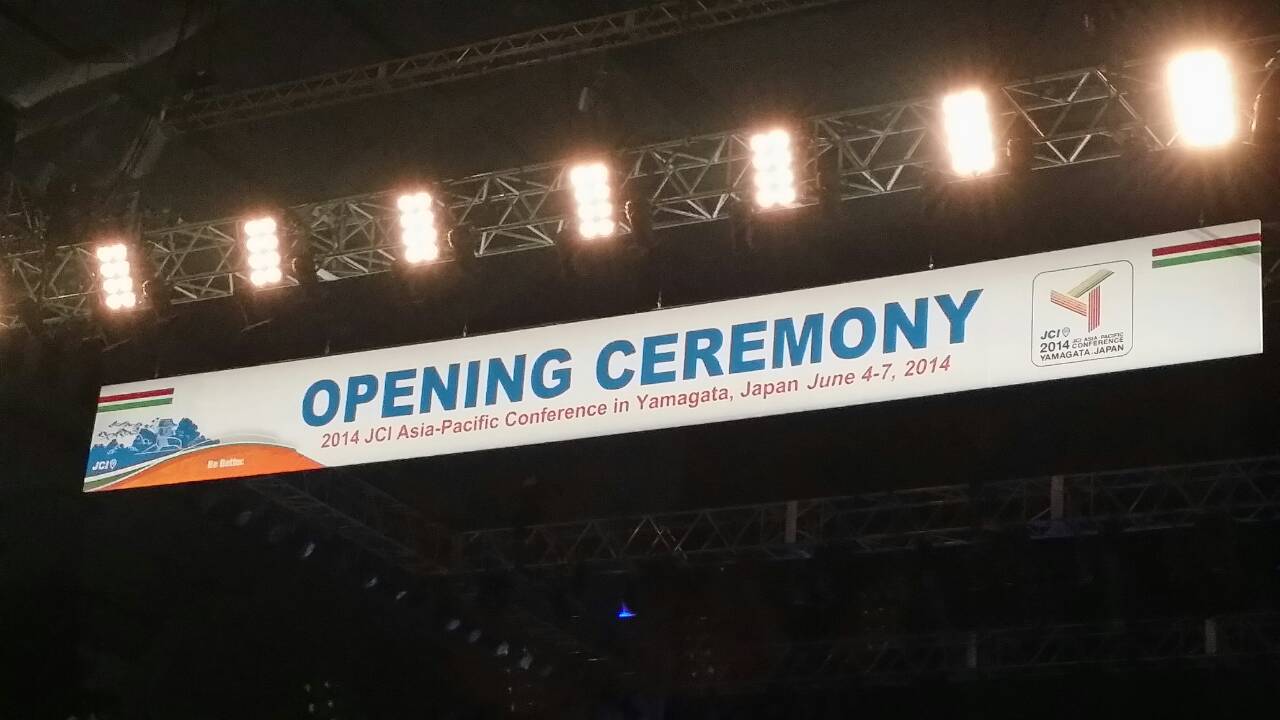 OPENING CEREMONY
2014 JCI Asia-Pacific Conference in Yamagata, Japan June 4-7, 2014
JCI
Be Better.
JCI
2014 JCI ASIA-PACIFIC
CONFERENCE
YAMAGATA·JAPAN